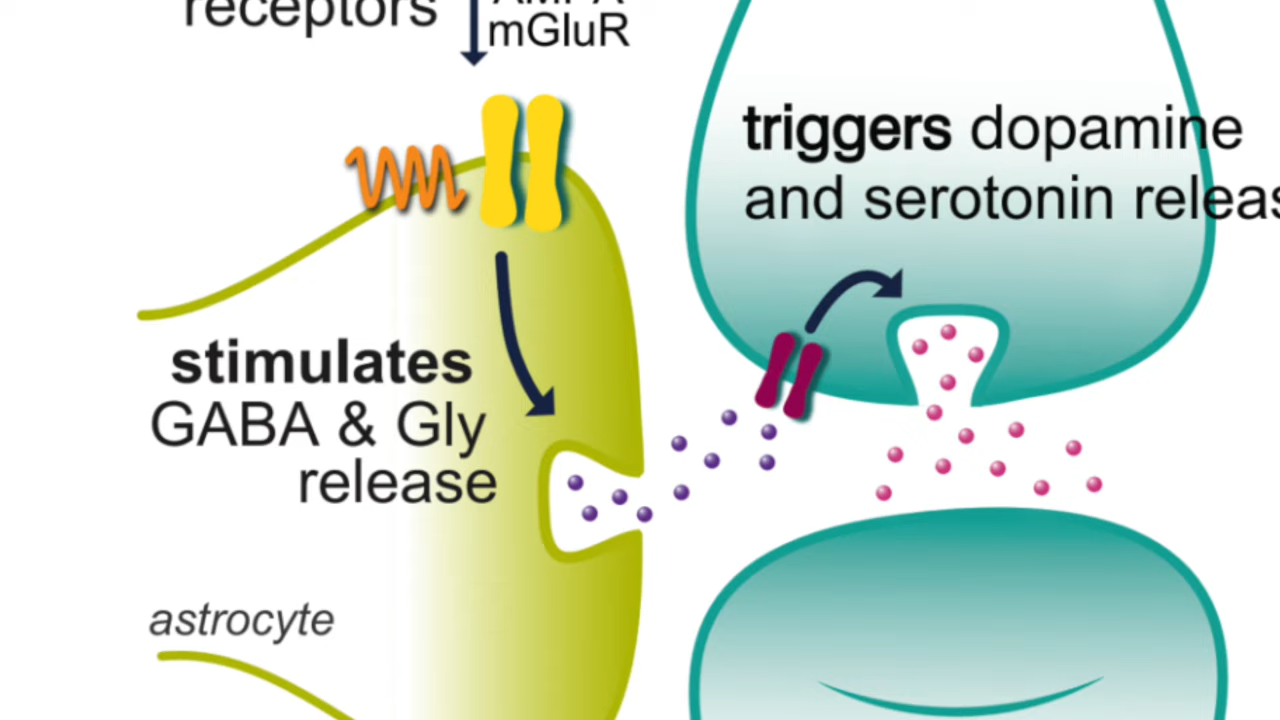 receptors
mGluR
triggers dopamine
and serotonin releas
stimulates
GABA & Gly
release
astrocyte